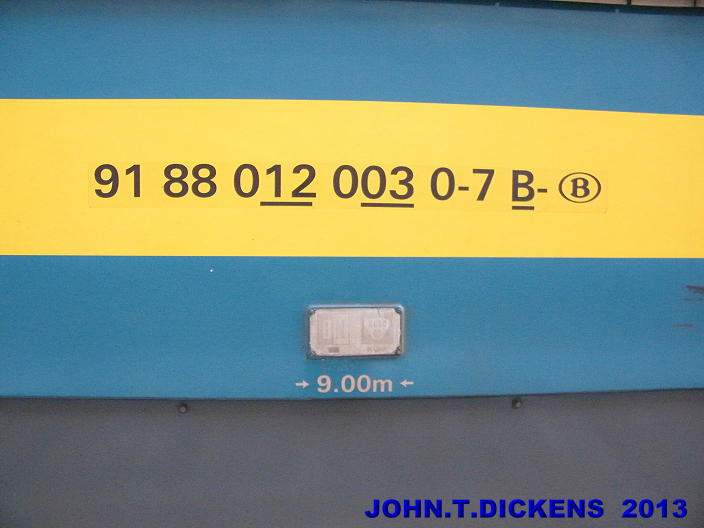 91 88 012 003 0-7 B- B
9.00m
JOHN.T.DICKENS 2013